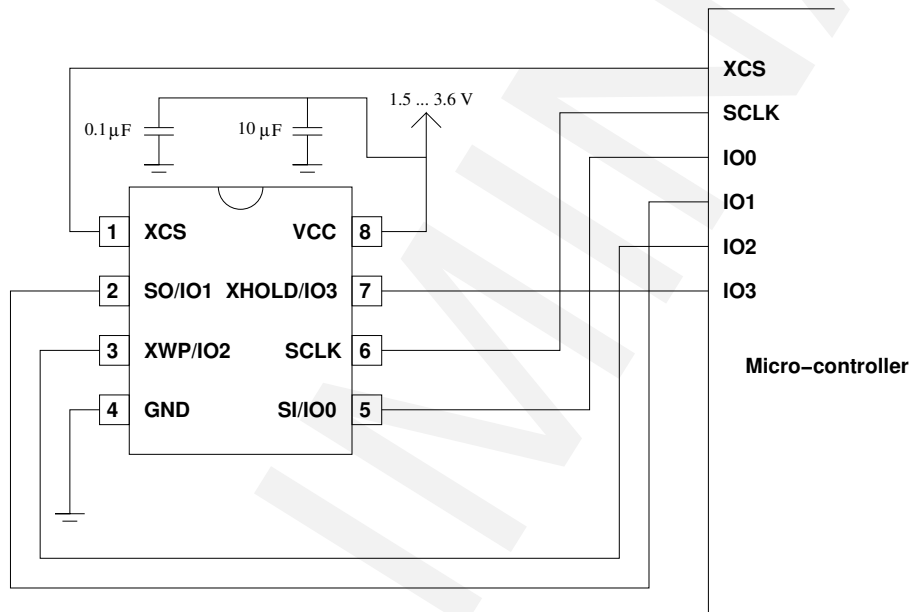 XCS
1.5 ... 3.6 V
SCLK
0.1 µF
10 µF
IO0
IO1
1 XCS VCC 8
IO2
2 SO/IO1 XHOLD/IO3 7
IO3
3 XWP/IO2 SCLK 6
Micro-controller
4 GND SI/IO0 5